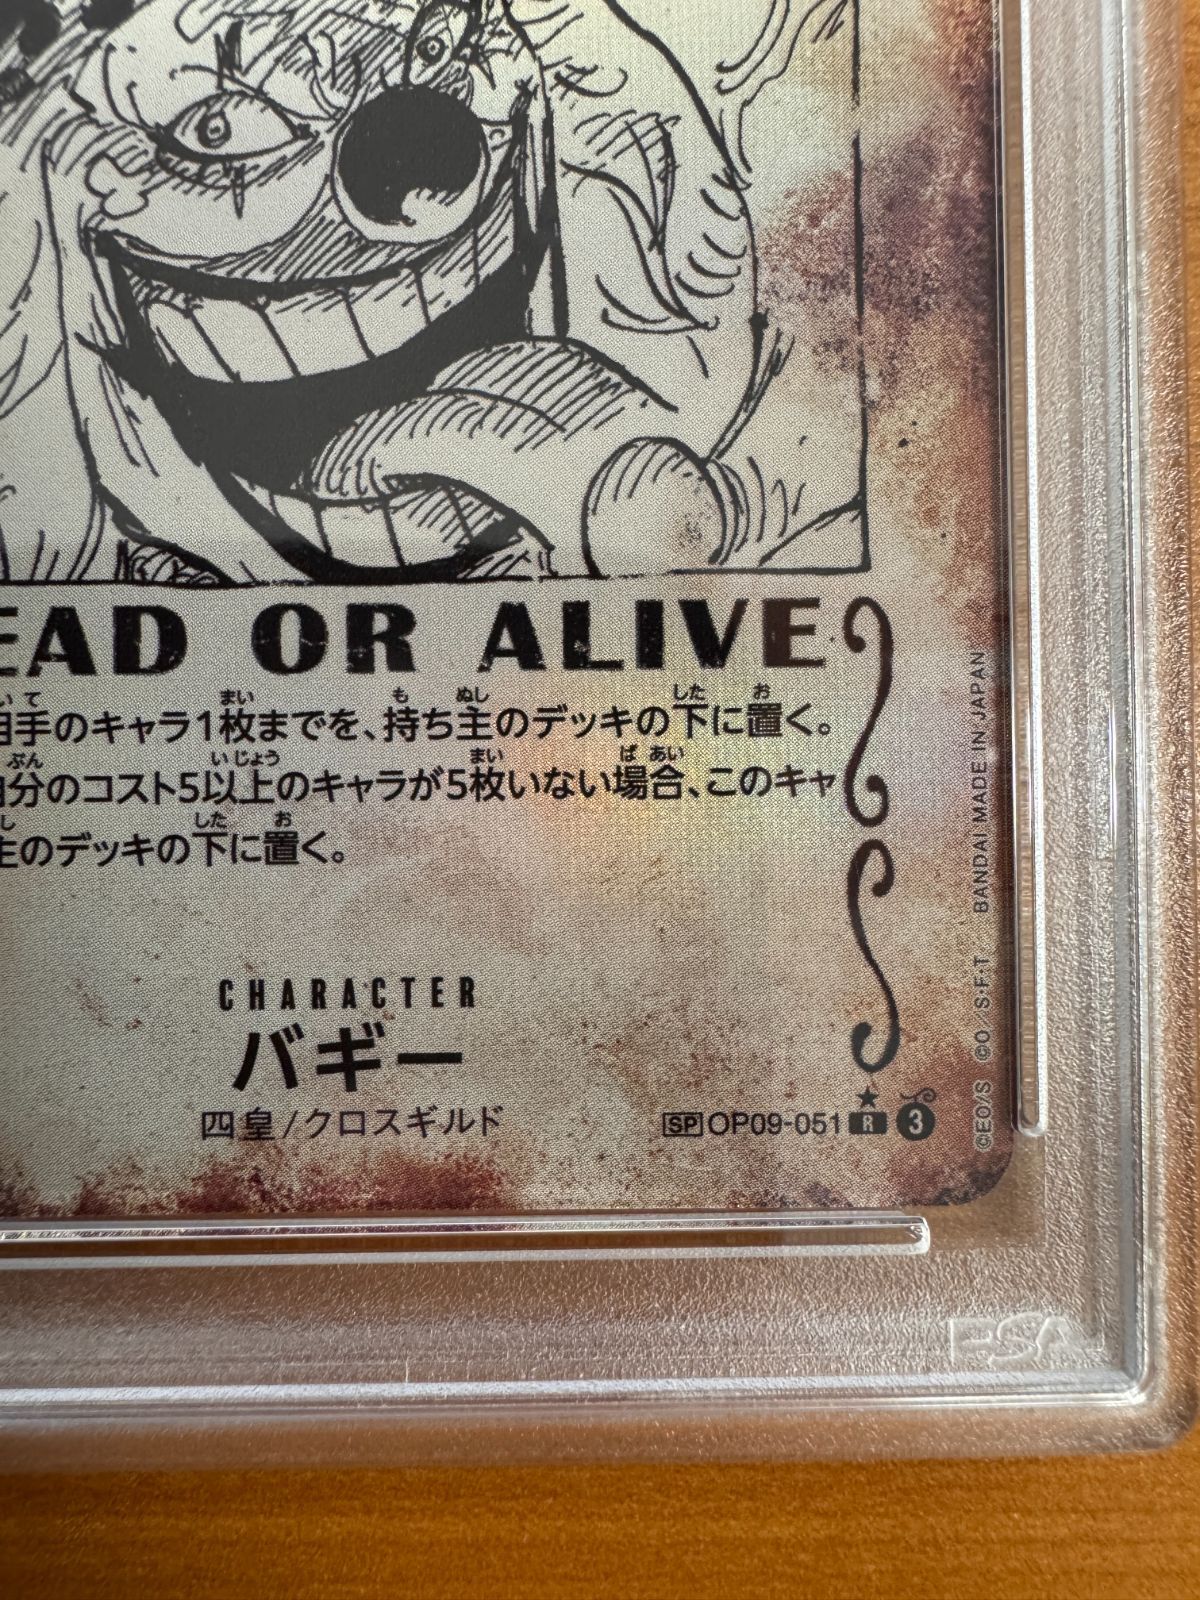 EAD OR ALIVE
相手のキャラ1枚までを、持ち主のデッキの下に置く。
自分のコスト5以上のキャラが5枚いない場合、このキャ
主のデッキの下に置く。
CHARACTER
バギー
四皇/クロスギルド
SP OP09-051 ★ R 3
©EO/S ©O／S・F・T BANDAI MADE IN JAPAN
PSA